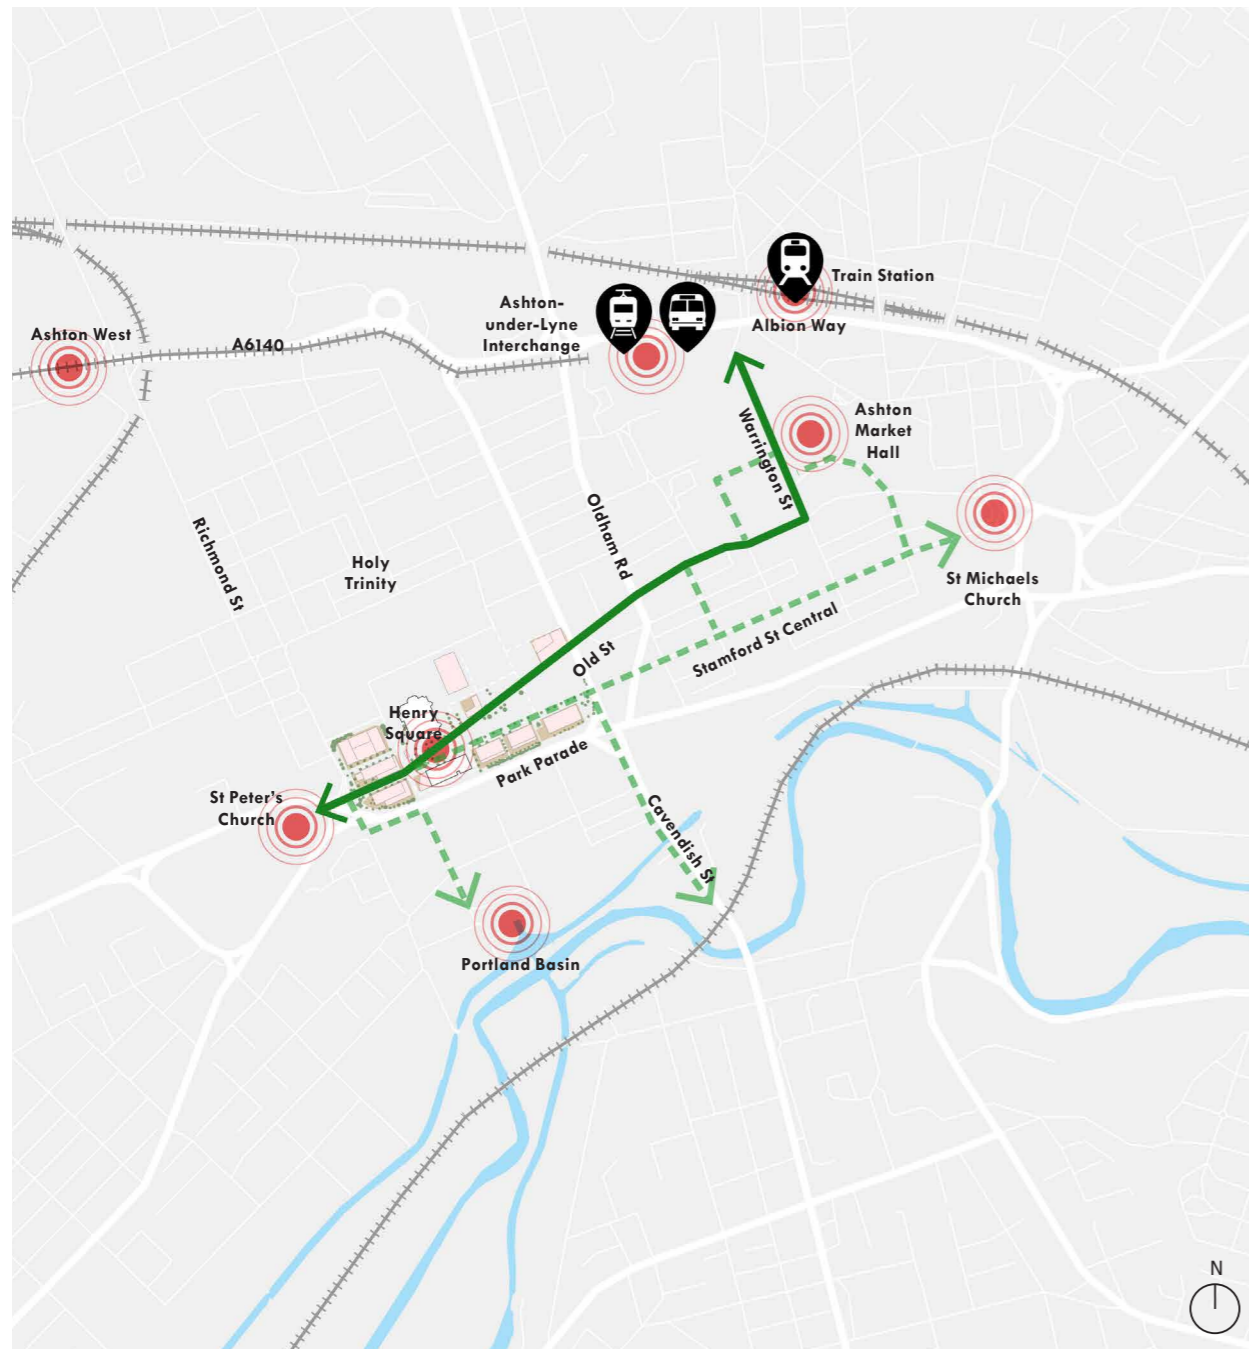 Train Station
Ashton-
under-Lyne
Interchange
Albion Way
Ashton West
A6140
Ashton
Market
Hall
Warrington St
Oldham Rd
Richmond St
Holy
Trinity
St Michaels
Church
Stamford St Central
Old St
Henry
Square
Park Parade
St Peter's
Church
Cavendish St
Portland Basin
N